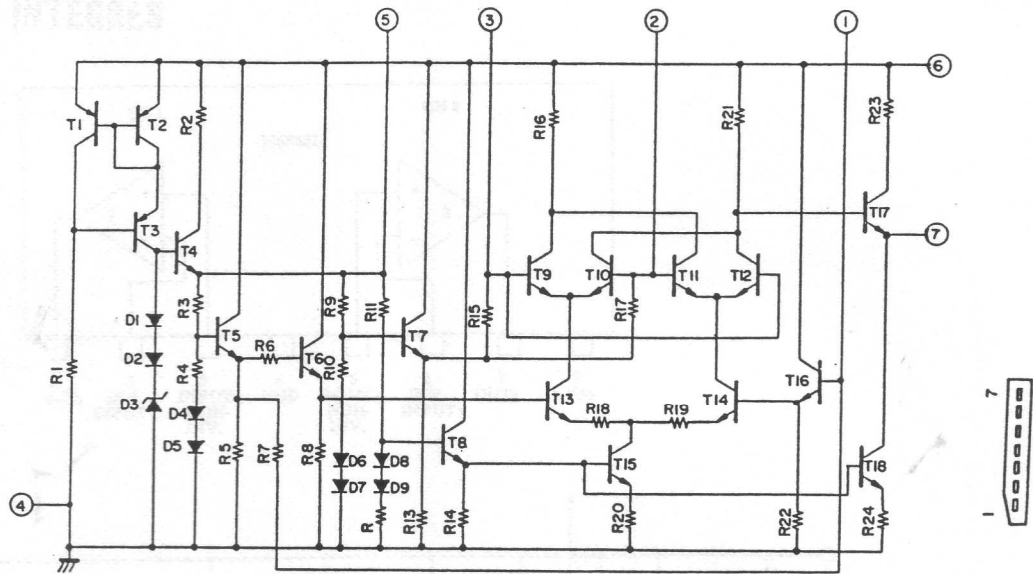 5
3
2
1
6
R2
R16
R21
R23
T1
T2
T3
T4
T17
7
T9
T10
T11
T12
R3
R9
R11
R15
R17
D1
T5
T7
D2
R6
T6
R10
R1
R4
T16
D3
D4
T13
T14
R18
R19
D5
R5
R7
R8
T8
D6
D8
T15
T18
D7
D9
4
R
R13
R14
R20
R22
R24
7
1